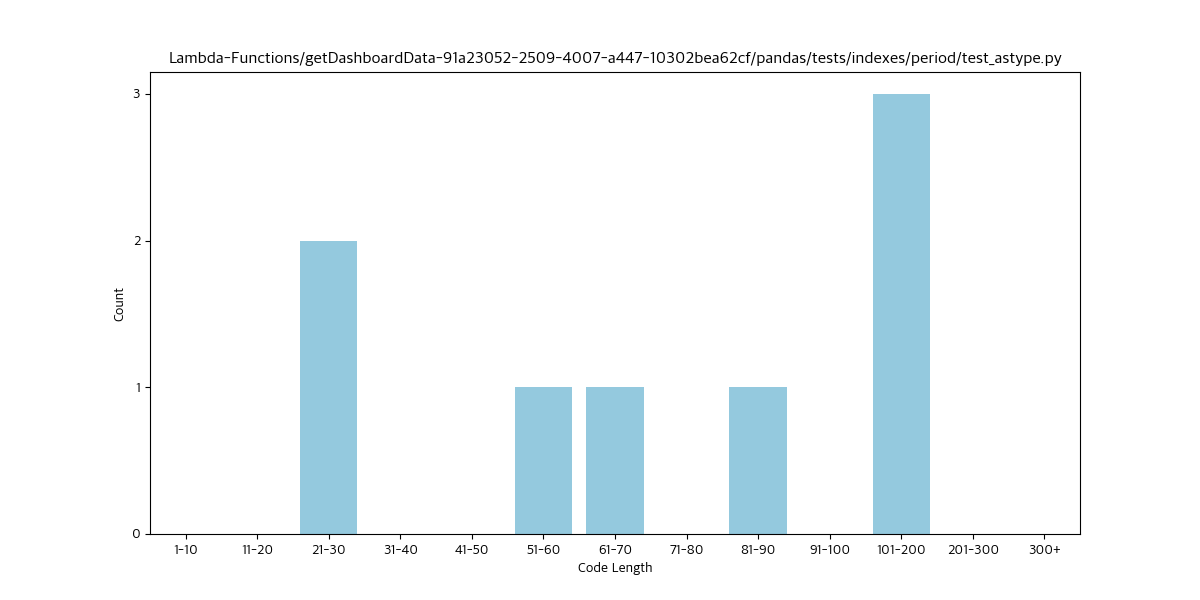 Lambda-Functions/getDashboardData-91a23052-2509-4007-a447-10302bea62cf/pandas/tests/indexes/period/test_astype.py
3
2
1
0
Count
1-10 11-20 21-30 31-40 41-50 51-60 61-70 71-80 81-90 91-100 101-200 201-300 300+
Code Length